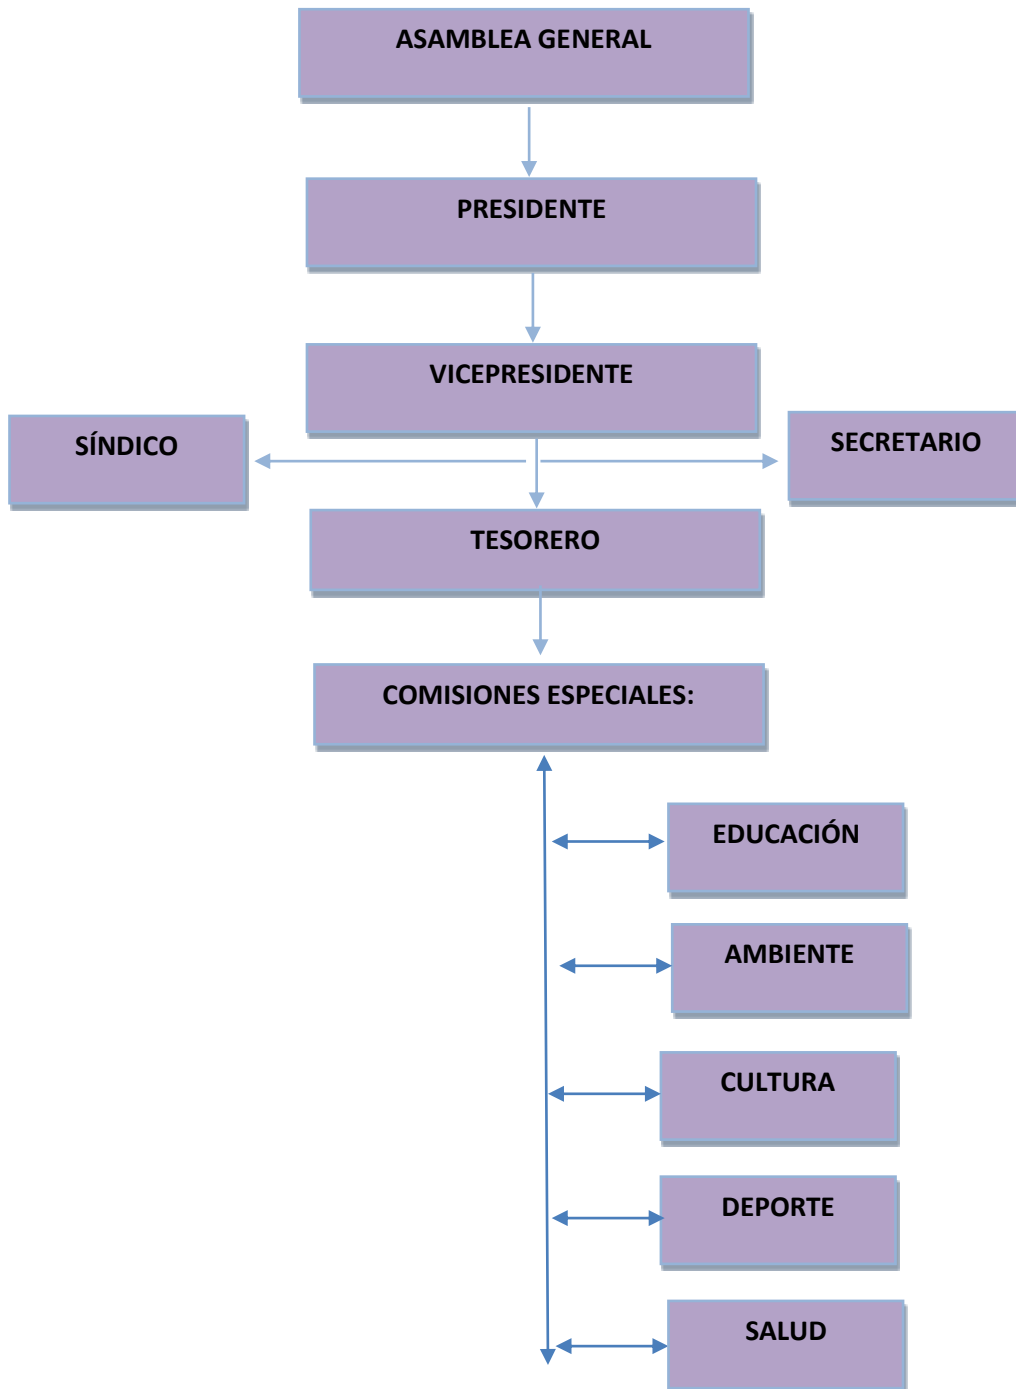 ASAMBLEA GENERAL
PRESIDENTE
VICEPRESIDENTE
SÍNDICO
SECRETARIO
TESORERO
COMISIONES ESPECIALES:
EDUCACIÓN
AMBIENTE
CULTURA
DEPORTE
SALUD